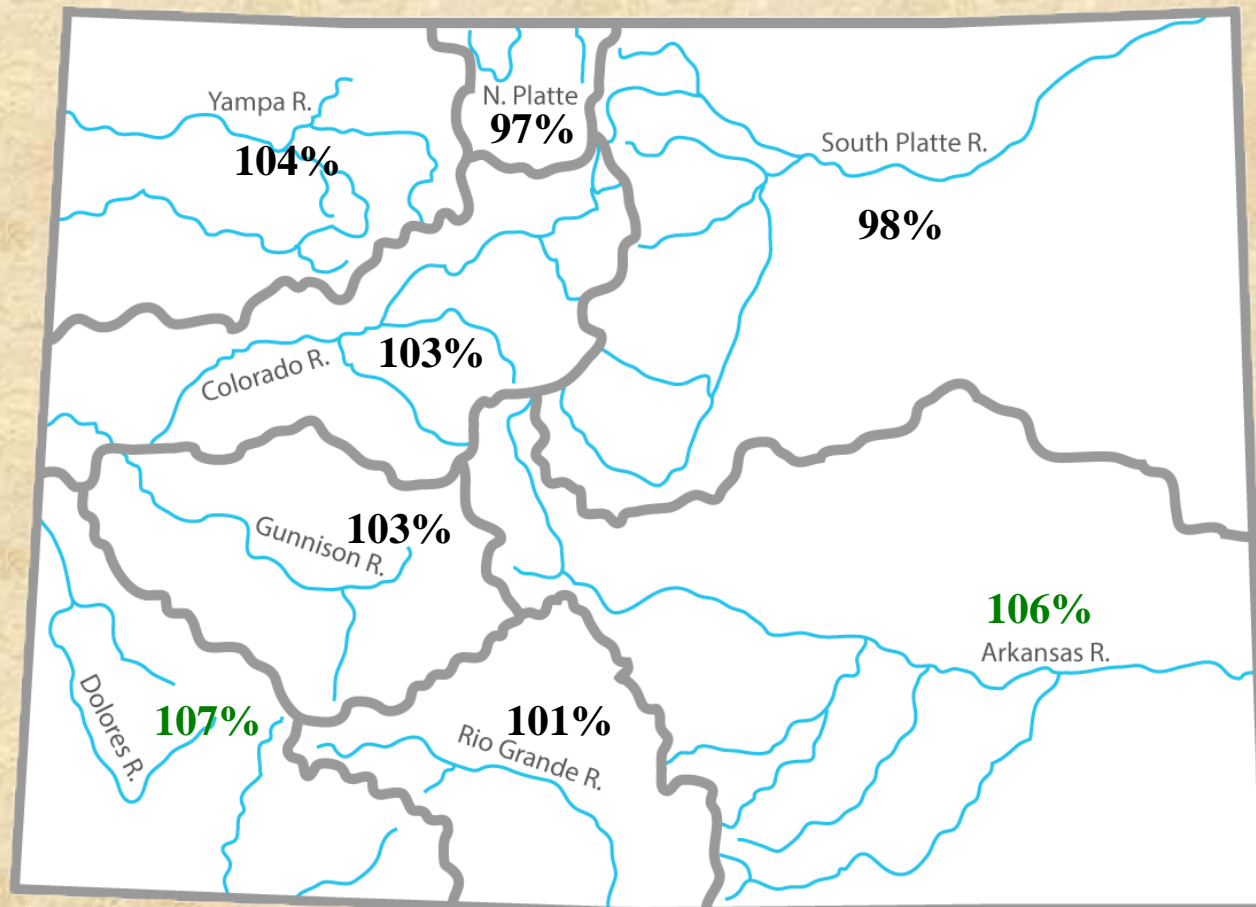 Yampa R.
104%
N. Platte
97%
South Platte R.
98%
Colorado R.
103%
Gunnison R.
103%
106%
Arkansas R.
Dolores R.
107%
101%
Rio Grande R.